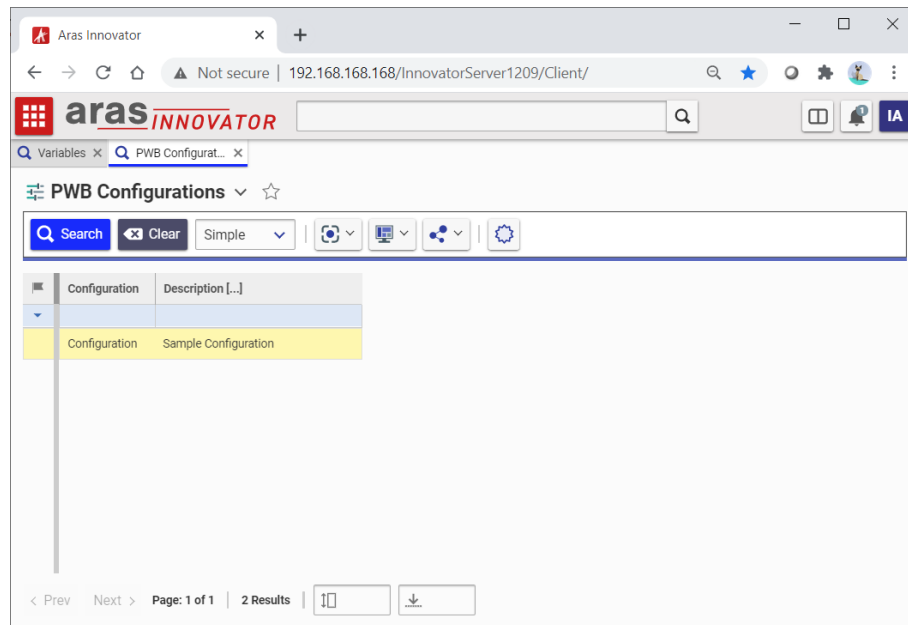 Aras Innovator
Not secure | 192.168.168.168/InnovatorServer1209/Client/
aras INNOVATOR
1
IA
Variables
PWB Configurat...
PWB Configurations
Search
Clear
Simple
Configuration
Description [...]
Configuration
Sample Configuration
< Prev
Next >
Page: 1 of 1
2 Results